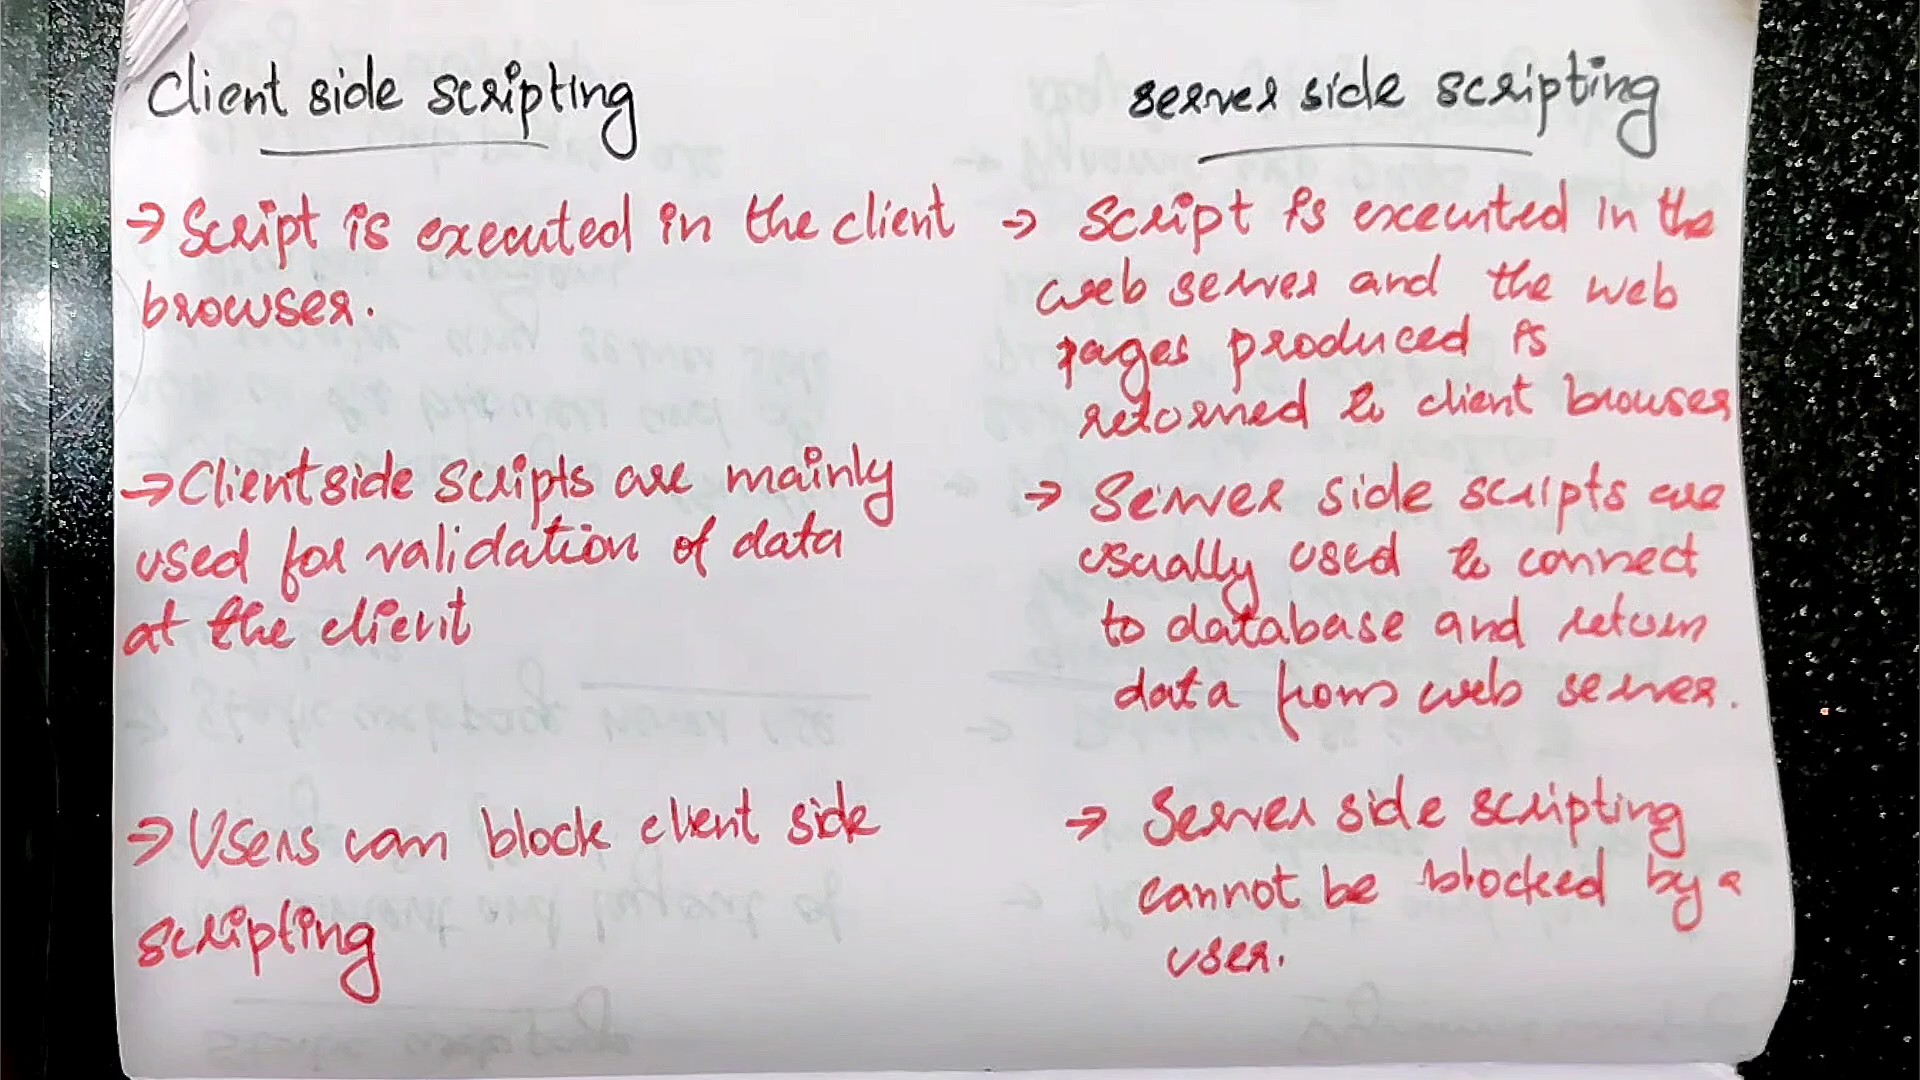 Client side scripting
→ Script is executed in the client
browser.
→ Client side scripts are mainly
used for validation of data
at the client
→ Users can block client side
scripting
server side scripting
→ Script is executed in the
web server and the web
pages produced is
returned to client browser
→ Server side scripts are
usually used to connect
to database and return
data from web server.
→ Server side scripting
cannot be blocked by a
user.